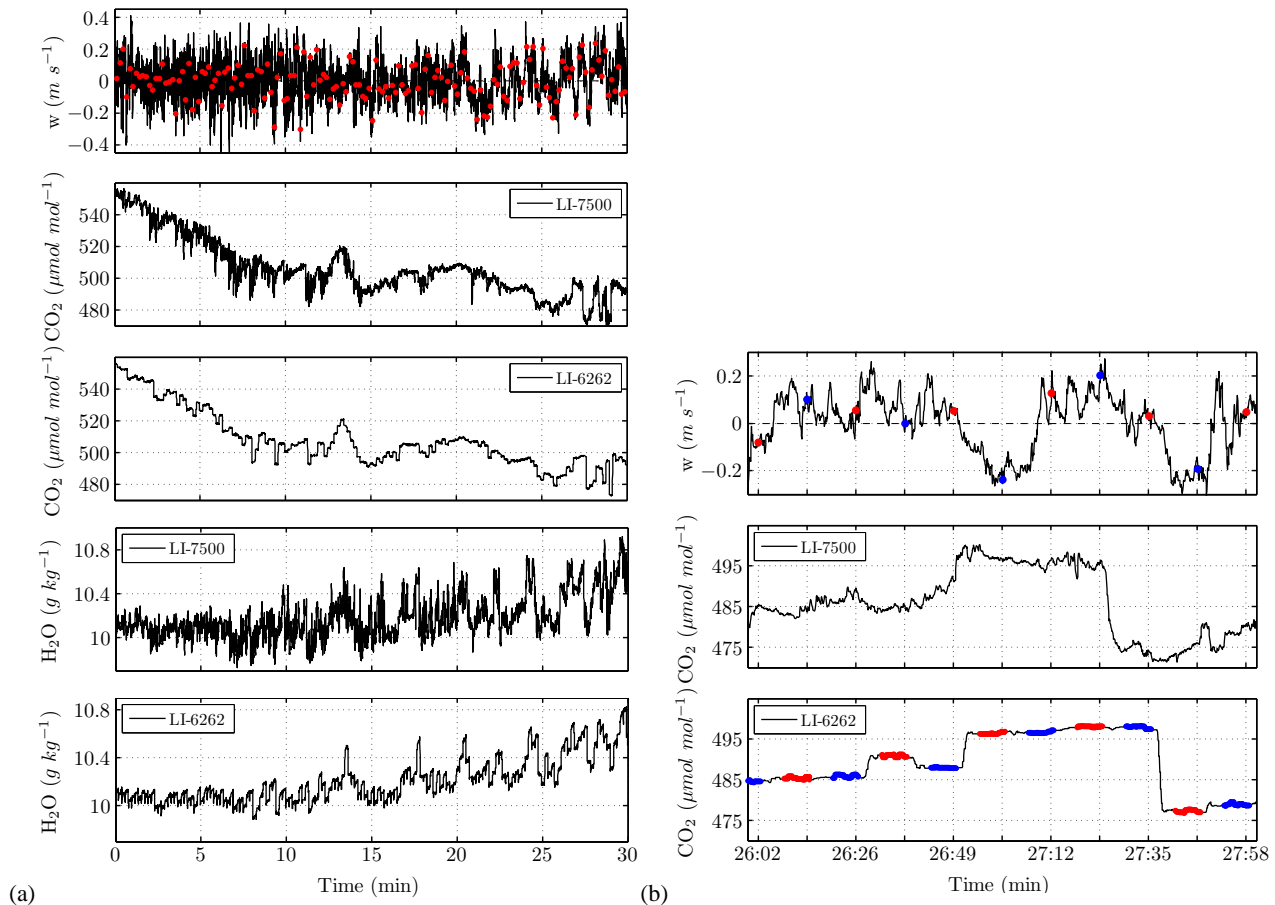 0.4
0.2
0
−0.2
−0.4
w (m s⁻¹)
540
520
500
480
CO₂ (μmol mol⁻¹)
LI-7500
540
520
500
480
CO₂ (μmol mol⁻¹)
LI-6262
10.8
10.4
10
H₂O (g kg⁻¹)
LI-7500
10.8
10.4
10
H₂O (g kg⁻¹)
LI-6262
0 5 10 15 20 25 30
Time (min)
(a)
0.2
0
−0.2
w (m s⁻¹)
495
485
475
CO₂ (μmol mol⁻¹)
LI-7500
495
485
475
CO₂ (μmol mol⁻¹)
LI-6262
26:02 26:26 26:49 27:12 27:35 27:58
Time (min)
(b)